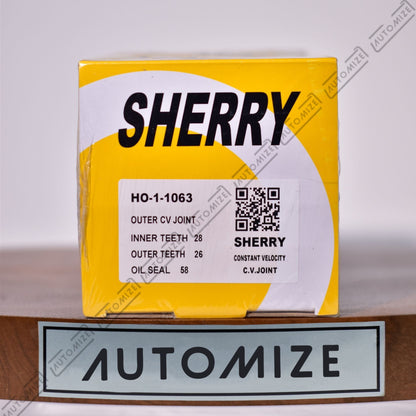 SHERRY
HO-1-1063
OUTER CV JOINT
INNER TEETH 28
OUTER TEETH 26
OIL SEAL 58
SHERRY
CONSTANT VELOCITY
C.V.JOINT
AUTOMIZE